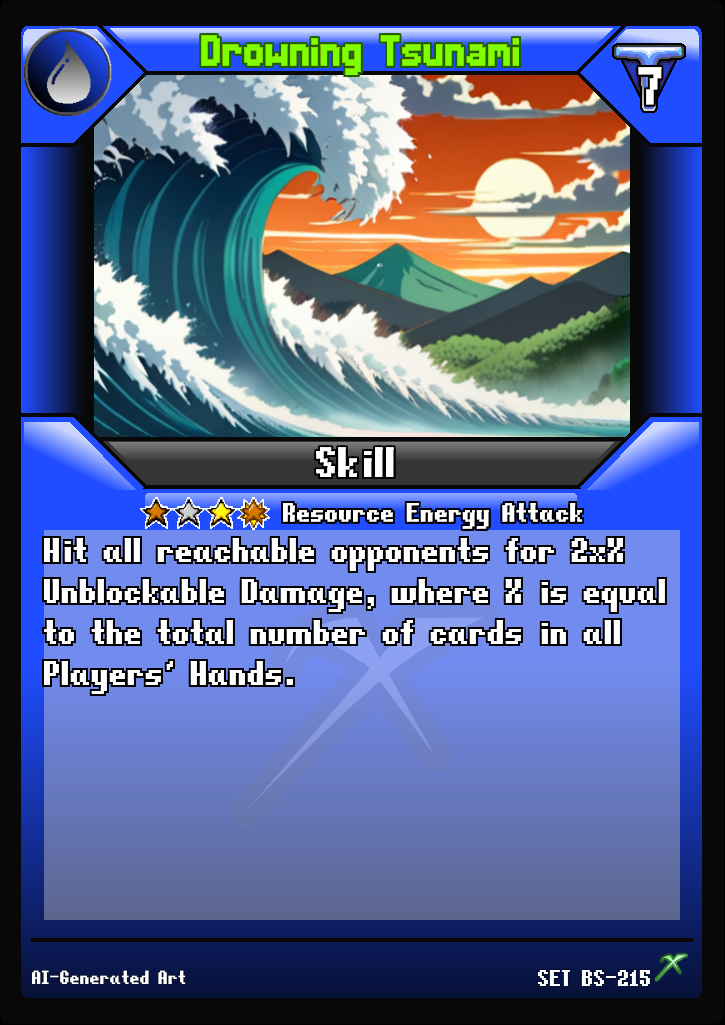 Drowning Tsunami
7
Skill
Resource Energy Attack
Hit all reachable opponents for 2xX
Unblockable Damage, where X is equal
to the total number of cards in all
Players' Hands.
AI-Generated Art
SET BS-215